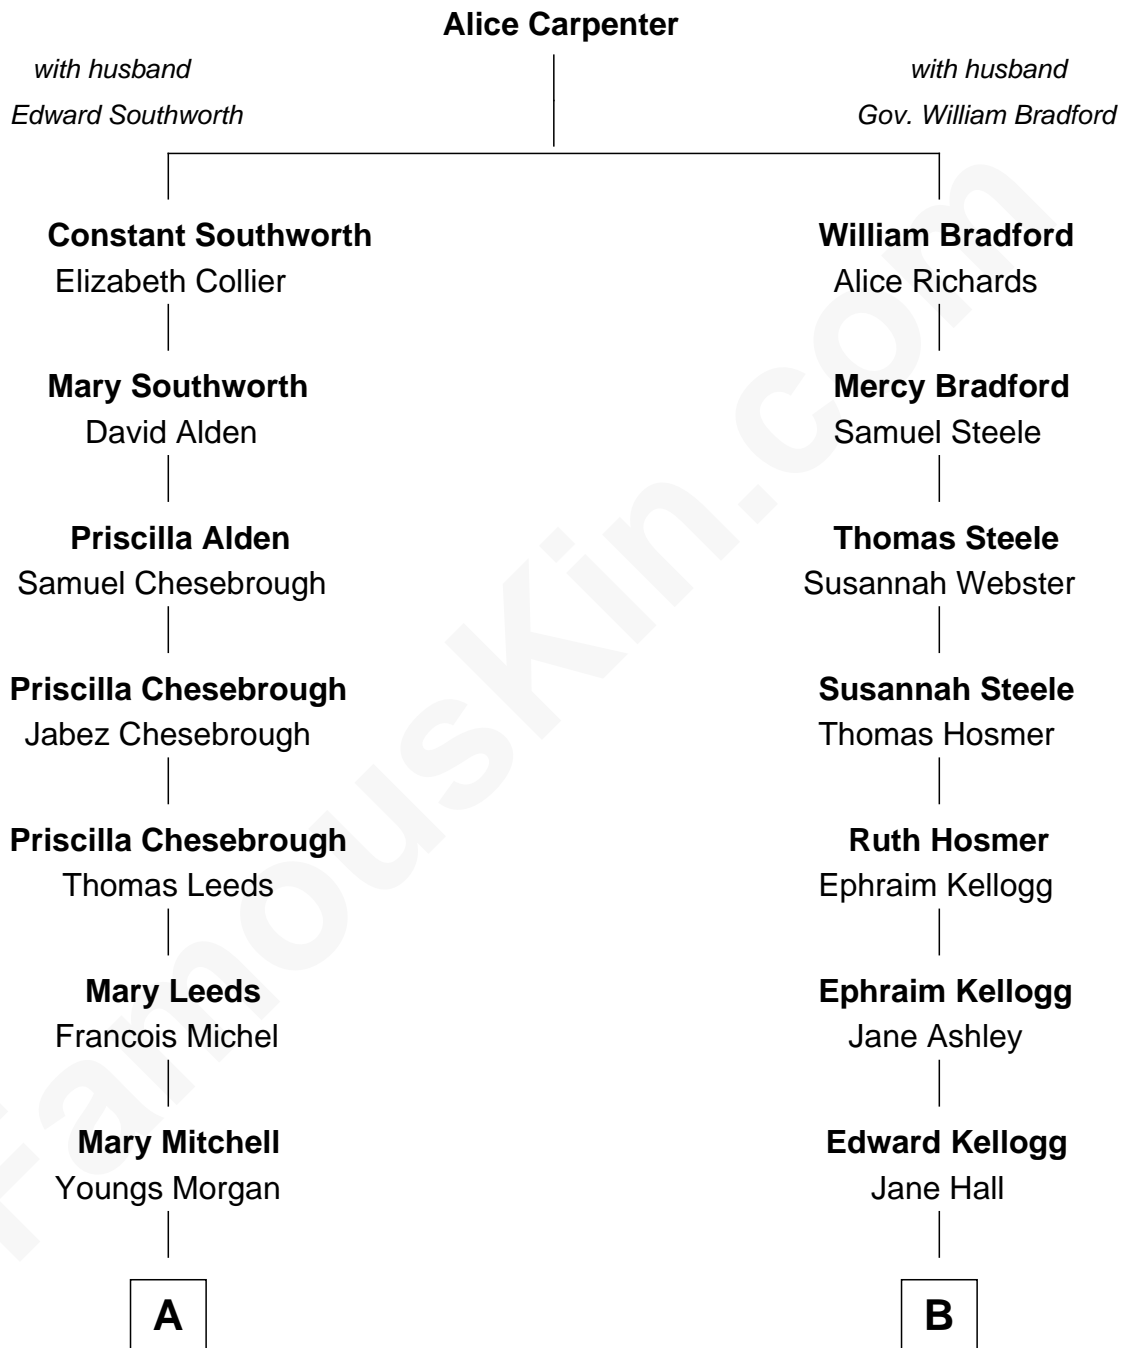 Alice Carpenter
with husband
Edward Southworth
with husband
Gov. William Bradford
Constant Southworth
Elizabeth Collier
William Bradford
Alice Richards
Mary Southworth
David Alden
Mercy Bradford
Samuel Steele
Priscilla Alden
Samuel Chesebrough
Thomas Steele
Susannah Webster
Priscilla Chesebrough
Jabez Chesebrough
Susannah Steele
Thomas Hosmer
Priscilla Chesebrough
Thomas Leeds
Ruth Hosmer
Ephraim Kellogg
Mary Leeds
Francois Michel
Ephraim Kellogg
Jane Ashley
Mary Mitchell
Youngs Morgan
Edward Kellogg
Jane Hall
A
B
FamousKin.com